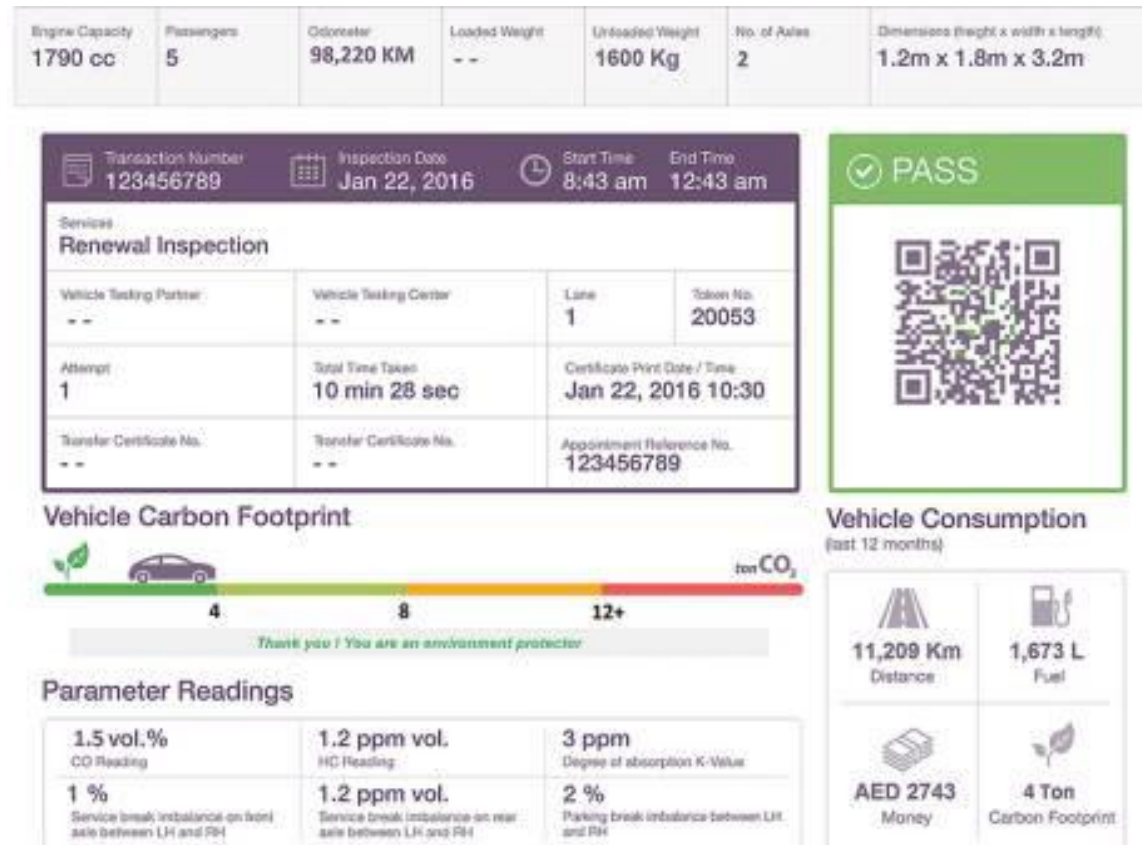 Engine Capacity Passengers Odometer Loaded Weight Unloaded Weight No. of Axles Dimensions (height x width x length)
1790 cc 5 98,220 KM - - 1600 Kg 2 1.2m x 1.8m x 3.2m
Transaction Number Inspection Date Start Time End Time
123456789 Jan 22, 2016 8:43 am 12:43 am
PASS
Services
Renewal Inspection
Vehicle Testing Partner Vehicle Testing Center Lane Token No.
- - - - 1 20053
Attempt Total Time Taken Certificate Print Date / Time
1 10 min 28 sec Jan 22, 2016 10:30
Transfer Certificate No. Transfer Certificate No. Appointment Reference No.
- - - - 123456789
Vehicle Carbon Footprint
ton CO2
4 8 12+
Thank you ! You are an environment protector
Vehicle Consumption
(last 12 months)
11,209 Km 1,673 L
Distance Fuel
AED 2743 4 Ton
Money Carbon Footprint
Parameter Readings
1.5 vol.% 1.2 ppm vol. 3 ppm
CO Reading HC Reading Degree of absorption K-Value
1 % 1.2 ppm vol. 2 %
Service break imbalance on front Service break imbalance on rear Parking break imbalance between LH
axle between LH and RH axle between LH and RH and RH